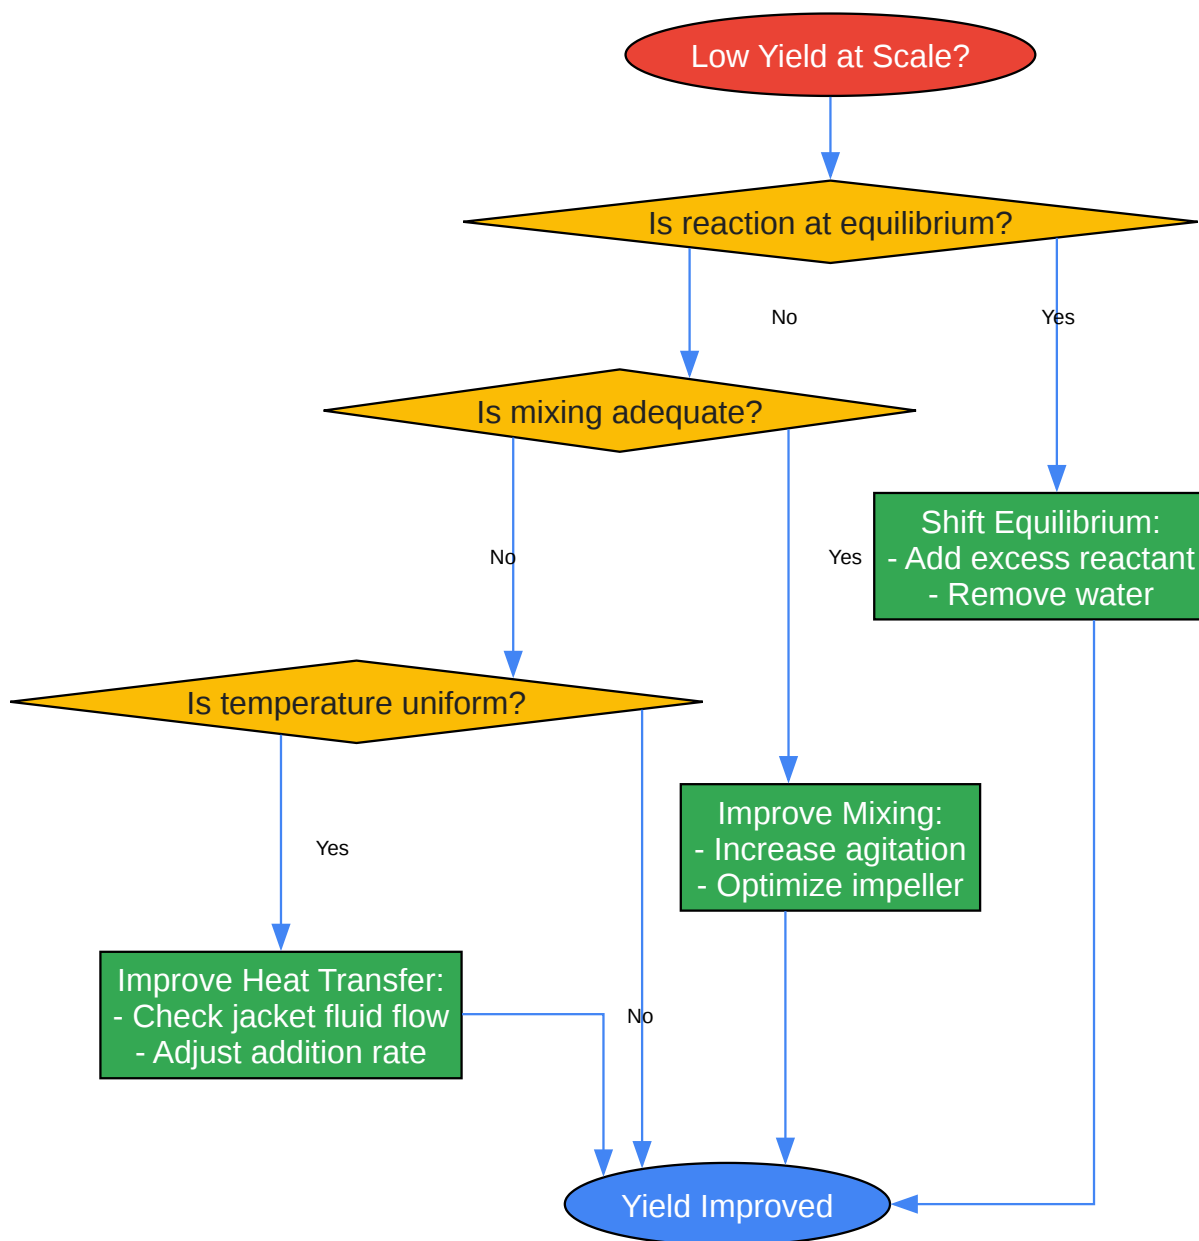 Low Yield at Scale?
Is reaction at equilibrium?
No
Yes
Is mixing adequate?
Shift Equilibrium:
- Add excess reactant
- Remove water
No
Yes
Is temperature uniform?
Improve Mixing:
- Increase agitation
- Optimize impeller
Yes
Improve Heat Transfer:
- Check jacket fluid flow
- Adjust addition rate
No
Yield Improved